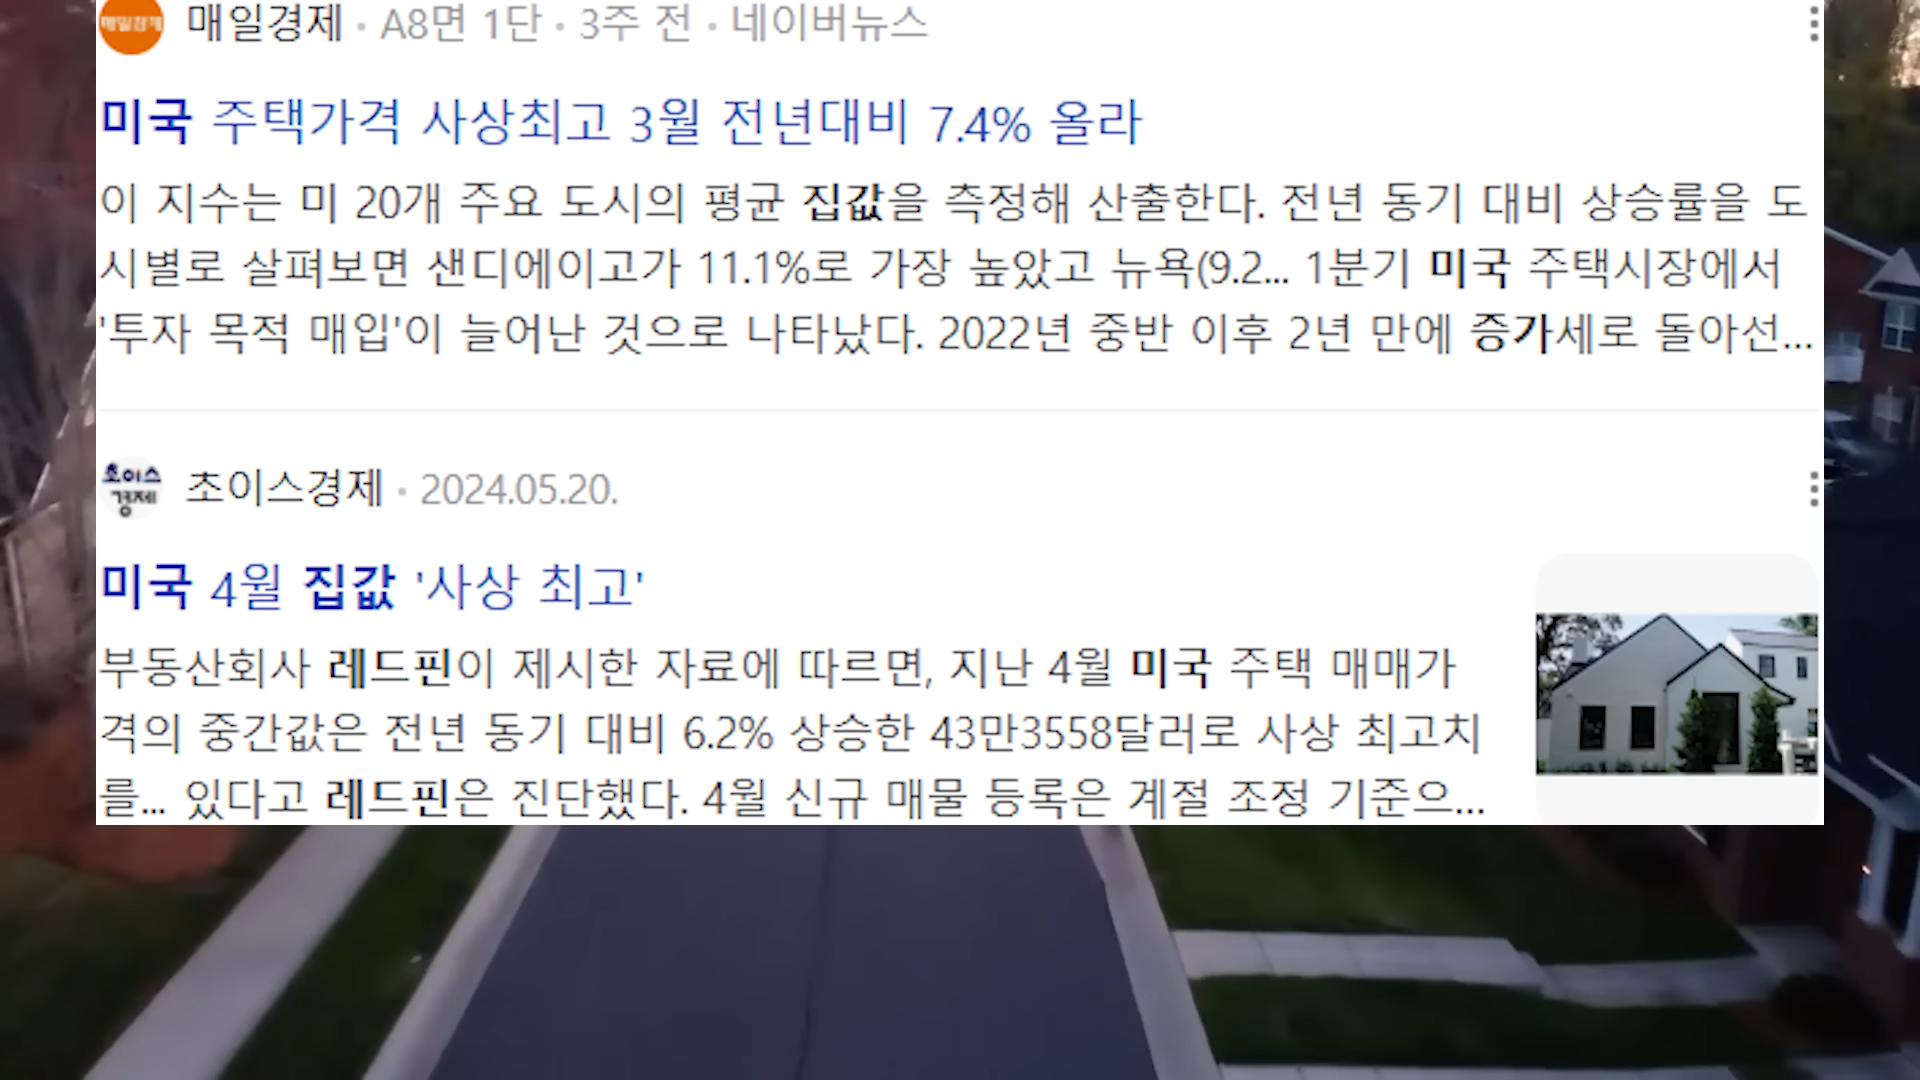 매일경제 매일경제 · A8면 1단 · 3주 전 · 네이버뉴스
미국 주택가격 사상최고 3월 전년대비 7.4% 올라
이 지수는 미 20개 주요 도시의 평균 집값을 측정해 산출한다. 전년 동기 대비 상승률을 도
시별로 살펴보면 샌디에이고가 11.1%로 가장 높았고 뉴욕(9.2... 1분기 미국 주택시장에서
'투자 목적 매입'이 늘어난 것으로 나타났다. 2022년 중반 이후 2년 만에 증가세로 돌아선...
초이스경제 초이스경제 · 2024.05.20.
미국 4월 집값 '사상 최고'
부동산회사 레드핀이 제시한 자료에 따르면, 지난 4월 미국 주택 매매가
격의 중간값은 전년 동기 대비 6.2% 상승한 43만3558달러로 사상 최고치
를... 있다고 레드핀은 진단했다. 4월 신규 매물 등록은 계절 조정 기준으...